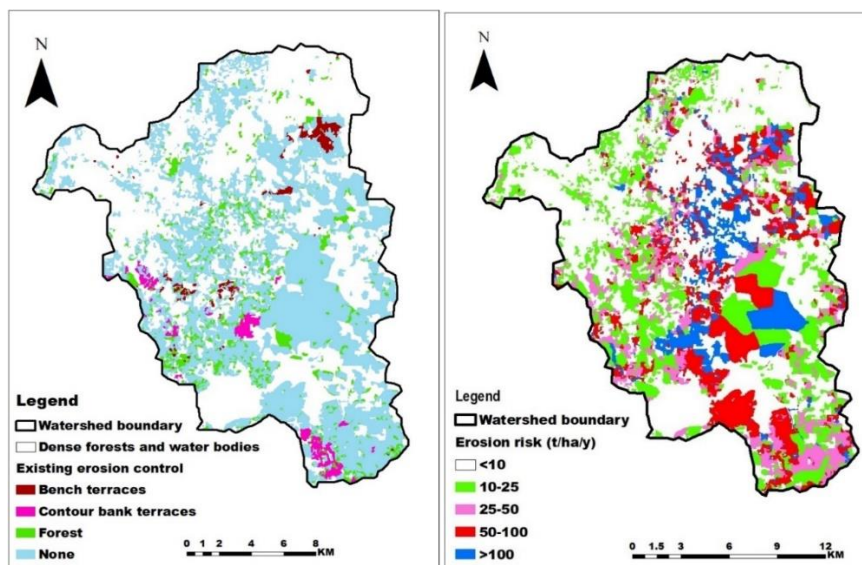 N
Legend
Watershed boundary
Dense forests and water bodies
Existing erosion control
Bench terraces
Contour bank terraces
Forest
None
0 2 4 6 8
KM
N
Legend
Watershed boundary
Erosion risk (t/ha/y)
<10
10-25
25-50
50-100
>100
0 1.5 3 6 9 12
KM